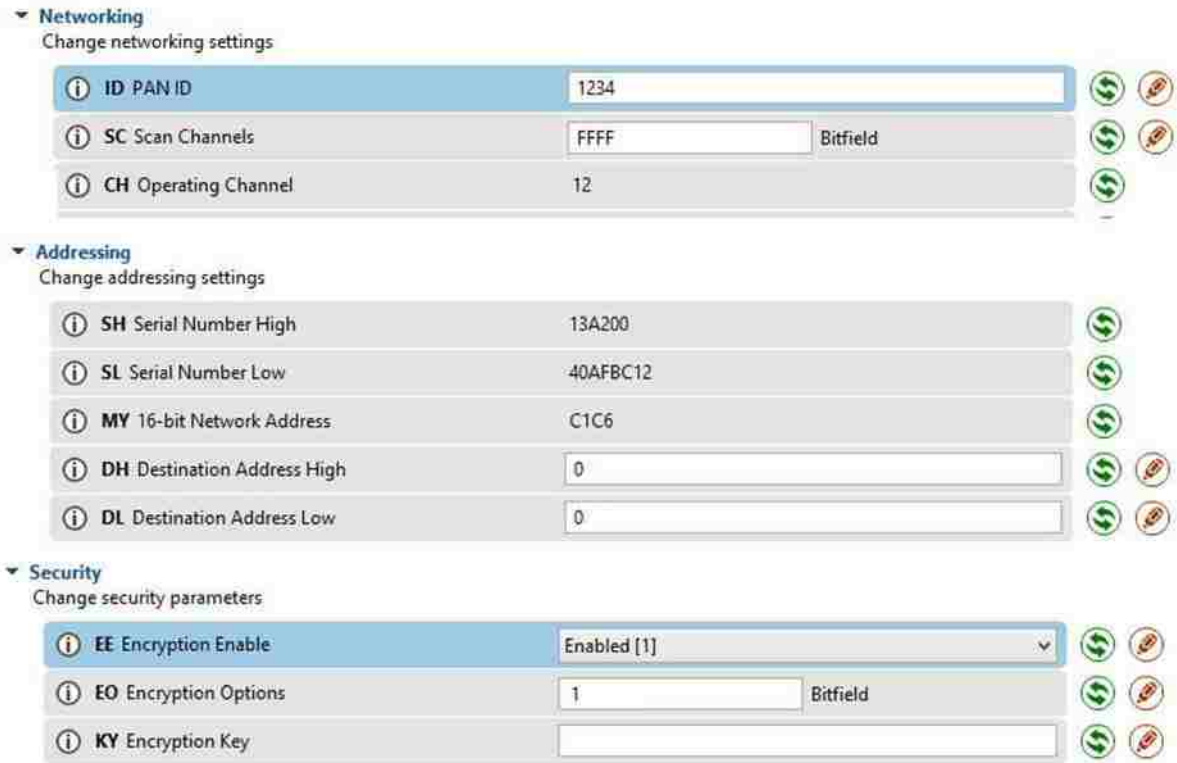 Networking
Change networking settings
ID PAN ID 1234
SC Scan Channels FFFF Bitfield
CH Operating Channel 12
Addressing
Change addressing settings
SH Serial Number High 13A200
SL Serial Number Low 40AFBC12
MY 16-bit Network Address C1C6
DH Destination Address High 0
DL Destination Address Low 0
Security
Change security parameters
EE Encryption Enable Enabled [1]
EO Encryption Options 1 Bitfield
KY Encryption Key